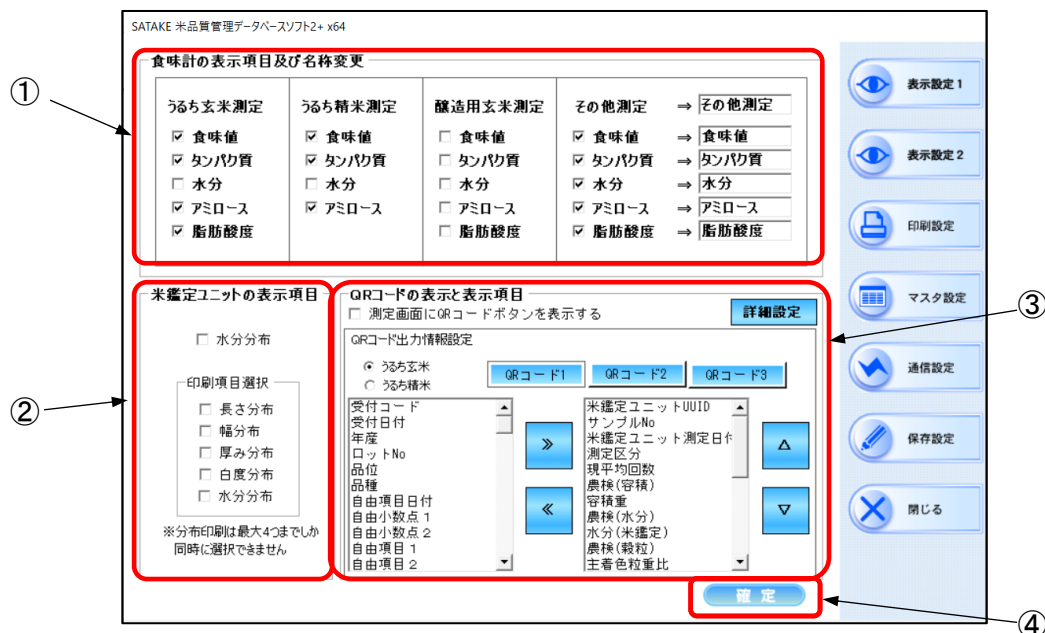 SATAKE 米品質管理データベースソフト2+ x64
食味計の表示項目及び名称変更
①
うるち玄米測定 うるち精米測定 醸造用玄米測定 その他測定 ⇒ その他測定
食味値 食味値 食味値 食味値 ⇒ 食味値
タンパク質 タンパク質 タンパク質 タンパク質 ⇒ タンパク質
水分 水分 水分 水分 ⇒ 水分
アミロース アミロース アミロース アミロース ⇒ アミロース
脂肪酸度 脂肪酸度 脂肪酸度 ⇒ 脂肪酸度
米鑑定ユニットの表示項目
水分分布
印刷項目選択
長さ分布
幅分布
厚み分布
白度分布
水分分布
※分布印刷は最大4つまでしか
同時に選択できません
②
QRコードの表示と表示項目
測定画面にQRコードボタンを表示する
詳細設定
QRコード出力情報設定
うるち玄米
うるち精米
QRコード1 QRコード2 QRコード3
受付コード
受付日付
年産
ロットNo
品位
品種
自由項目日付
自由小数点1
自由小数点2
自由項目1
自由項目2
»
«
米鑑定ユニットUUID
サンプルNo
米鑑定ユニット測定日付
測定区分
現平均回数
農検(容積)
容積重
農検(水分)
水分(米鑑定)
農検(穀粒)
主着色粒重比
△
▽
③
確定
④
表示設定1
表示設定2
印刷設定
マスタ設定
通信設定
保存設定
閉じる